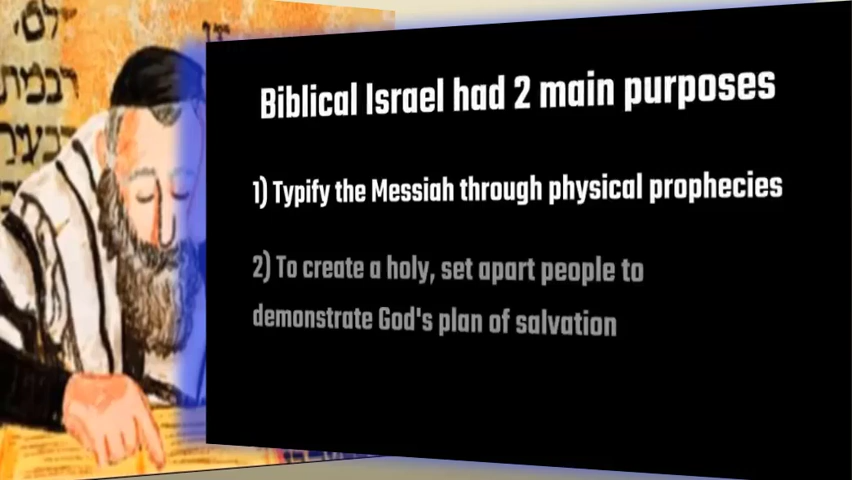 Biblical Israel had 2 main purposes
1) Typify the Messiah through physical prophecies
2) To create a holy, set apart people to
demonstrate God's plan of salvation